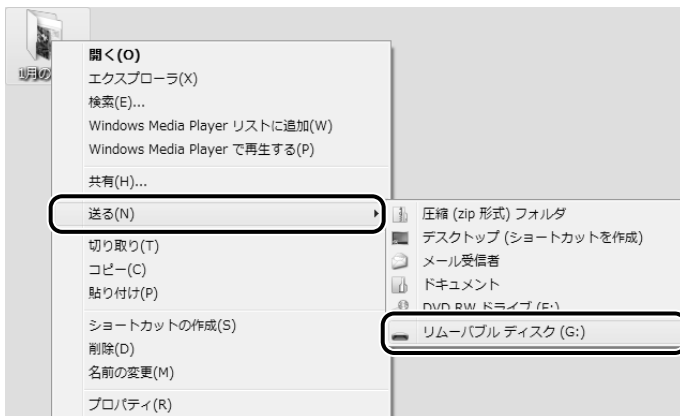 1月の
開く(O)
エクスプローラ(X)
検索(E)...
Windows Media Player リストに追加(W)
Windows Media Player で再生する(P)
共有(H)...
送る(N)
切り取り(T)
コピー(C)
貼り付け(P)
ショートカットの作成(S)
削除(D)
名前の変更(M)
プロパティ(R)
圧縮 (zip 形式) フォルダ
デスクトップ (ショートカットを作成)
メール受信者
ドキュメント
DVD RW ドライブ (E:)
リムーバブル ディスク (G:)